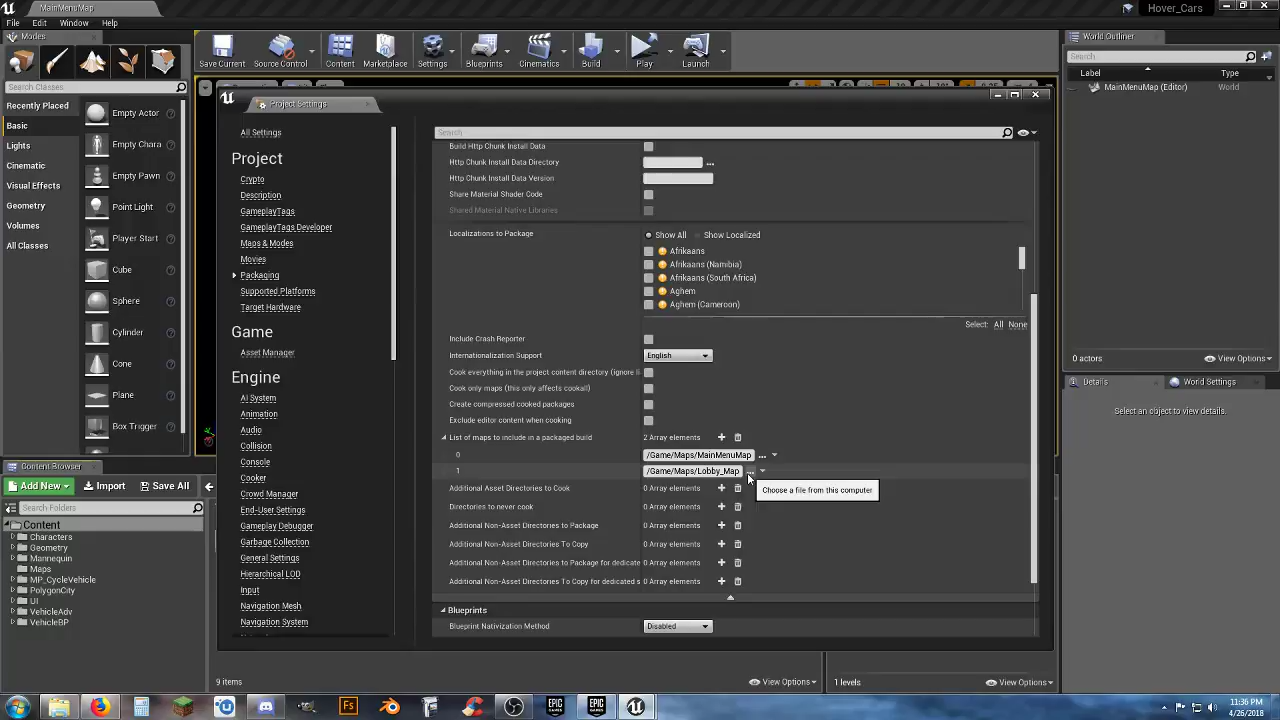 MainMenuMap
Hover_Cars
File Edit Window Help
Modes
Search Classes
Recently Placed
Basic
Lights
Cinematic
Visual Effects
Geometry
Volumes
All Classes
Empty Actor
Empty Chara
Empty Pawn
Point Light
Player Start
Cube
Sphere
Cylinder
Cone
Plane
Box Trigger
Save Current
Source Control
Content
Marketplace
Settings
Blueprints
Cinematics
Build
Play
Launch
Project Settings
All Settings
Project
Crypto
Description
GameplayTags
GameplayTags Developer
Maps & Modes
Movies
Packaging
Supported Platforms
Target Hardware
Game
Asset Manager
Engine
AI System
Animation
Audio
Collision
Console
Cooker
Crowd Manager
End-User Settings
Gameplay Debugger
Garbage Collection
General Settings
Hierarchical LOD
Input
Navigation Mesh
Navigation System
Search
Build Http Chunk Install Data
Http Chunk Install Data Directory
Http Chunk Install Data Version
Share Material Shader Code
Shared Material Native Libraries
Localizations to Package Show All Show Localized
Afrikaans
Afrikaans (Namibia)
Afrikaans (South Africa)
Aghem
Aghem (Cameroon)
Select: All None
Include Crash Reporter
Internationalization Support English
Cook everything in the project content directory (ignore li
Cook only maps (this only affects cookall)
Create compressed cooked packages
Exclude editor content when cooking
List of maps to include in a packaged build 2 Array elements
0 /Game/Maps/MainMenuMap ...
1 /Game/Maps/Lobby_Map ...
Choose a file from this computer
Additional Asset Directories to Cook 0 Array elements
Directories to never cook 0 Array elements
Additional Non-Asset Directories to Package 0 Array elements
Additional Non-Asset Directories To Copy 0 Array elements
Additional Non-Asset Directories to Package for dedicate 0 Array elements
Additional Non-Asset Directories To Copy for dedicated s 0 Array elements
Blueprints
Blueprint Nativization Method Disabled
World Outliner
Search
Label Type
MainMenuMap (Editor) World
0 actors View Options
Details World Settings
Select an object to view details.
Content Browser
Add New Import Save All
Search Folders
Content
Characters
Geometry
Mannequin
Maps
MP_CycleVehicle
PolygonCity
UI
VehicleAdv
VehicleBP
9 items View Options
1 levels View Options
Fs
EPIC GAMES
EPIC GAMES
11:36 PM
4/26/2018